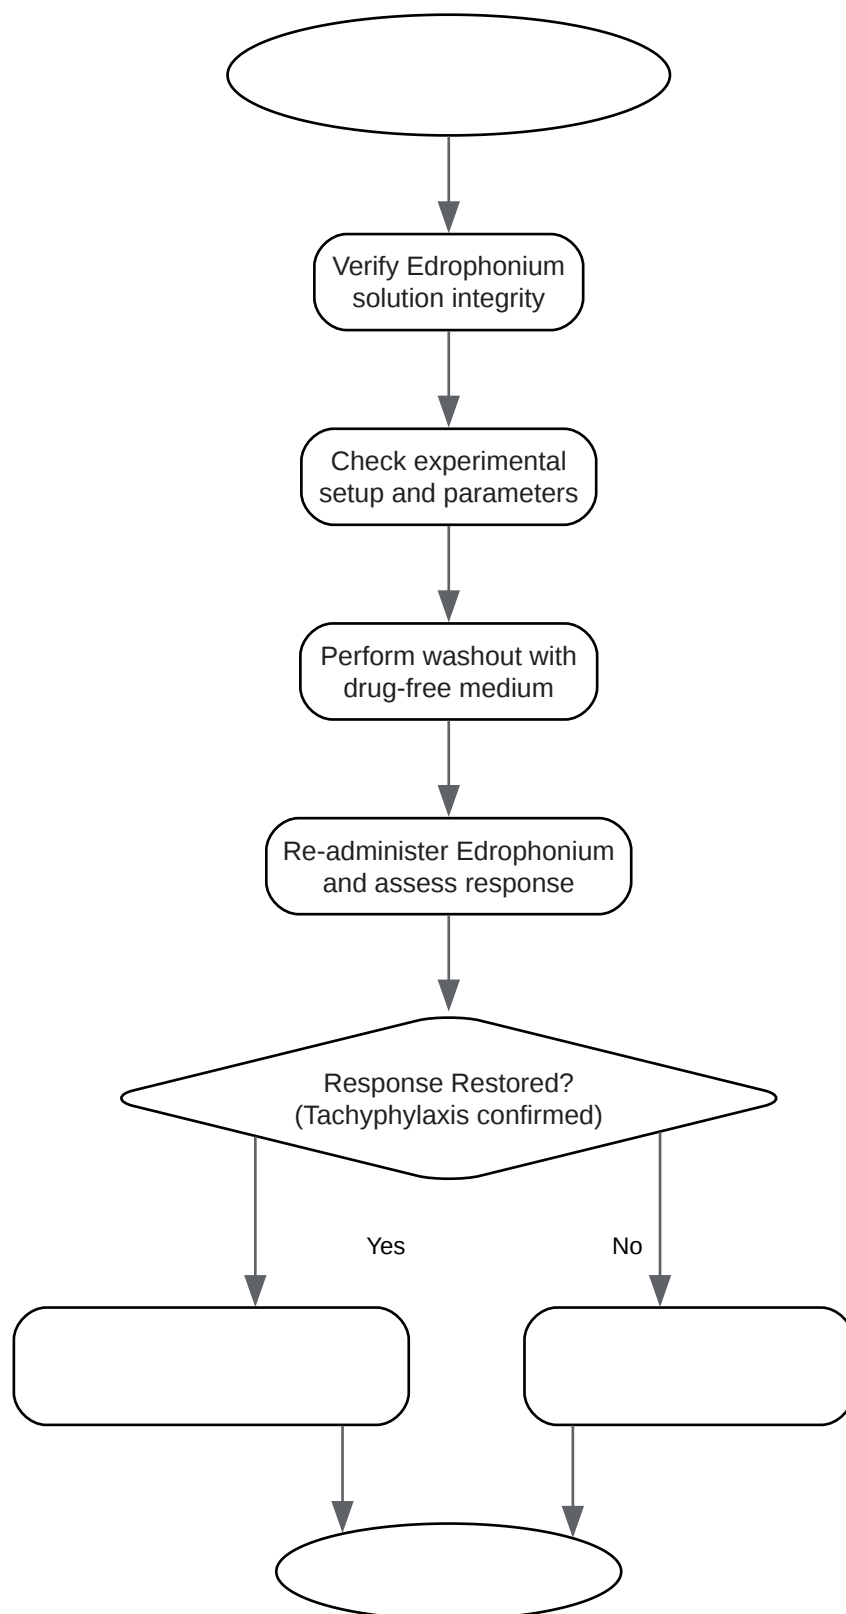 Verify Edrophonium
solution integrity
Check experimental
setup and parameters
Perform washout with
drug-free medium
Re-administer Edrophonium
and assess response
Response Restored?
(Tachyphylaxis confirmed)
Yes
No